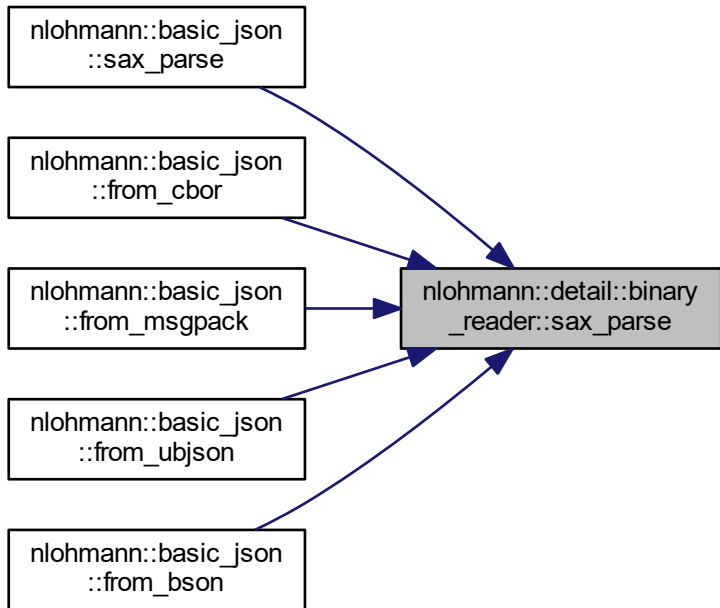 nlohmann::basic_json
::sax_parse
nlohmann::basic_json
::from_cbor
nlohmann::basic_json
::from_msgpack
nlohmann::detail::binary
_reader::sax_parse
nlohmann::basic_json
::from_ubjson
nlohmann::basic_json
::from_bson